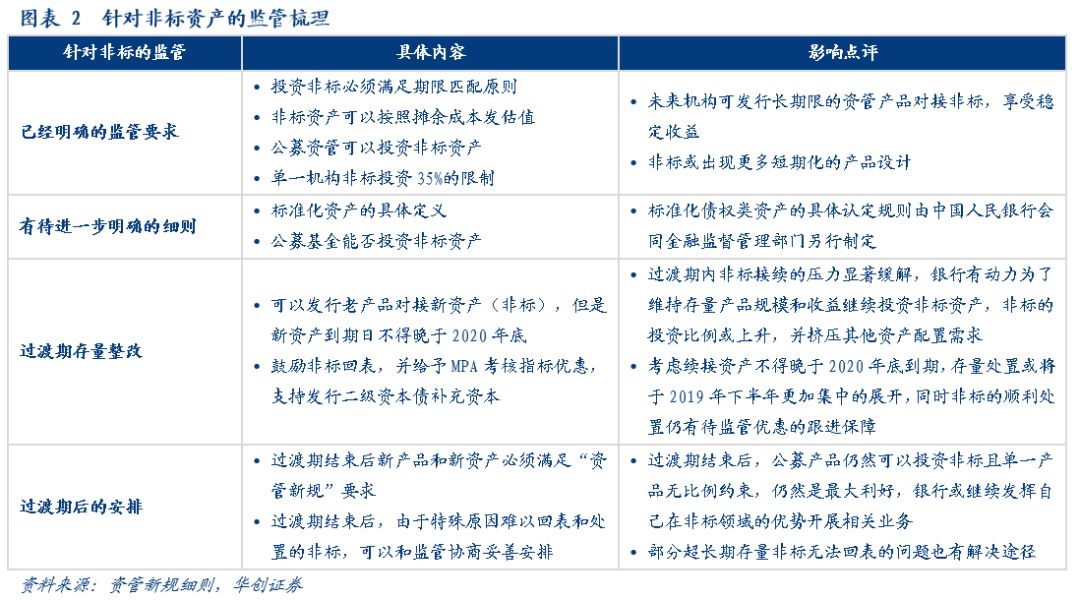 图表 2 针对非标资产的监管梳理
针对非标的监管
具体内容
影响点评
已经明确的监管要求
• 投资非标必须满足期限匹配原则
• 非标资产可以按照摊余成本发估值
• 公募资管可以投资非标资产
• 单一机构非标投资 35%的限制
• 未来机构可发行长期限的资管产品对接非标，享受稳
定收益
• 非标或出现更多短期化的产品设计
有待进一步明确的细则
• 标准化资产的具体定义
• 公募基金能否投资非标资产
• 标准化债权类资产的具体认定规则由中国人民银行会
同金融监督管理部门另行制定
过渡期存量整改
• 可以发行老产品对接新资产（非标），但是
新资产到期日不得晚于 2020 年底
• 鼓励非标回表，并给予 MPA 考核指标优惠，
支持发行二级资本债补充资本
• 过渡期内非标接续的压力显著缓解，银行有动力为了
维持存量产品规模和收益继续投资非标资产，非标的
投资比例或上升，并挤压其他资产配置需求
• 考虑续接资产不得晚于 2020 年底到期，存量处置或将
于 2019 年下半年更加集中的展开，同时非标的顺利处
置仍有待监管优惠的跟进保障
过渡期后的安排
• 过渡期结束后新产品和新资产必须满足“资
管新规”要求
• 过渡期结束后，由于特殊原因难以回表和处
置的非标，可以和监管协商妥善安排
• 过渡期结束后，公募产品仍然可以投资非标且单一产
品无比例约束，仍然是最大利好，银行或继续发挥自
己在非标领域的优势开展相关业务
• 部分超长期存量非标无法回表的问题也有解决途径
资料来源：资管新规细则，华创证券